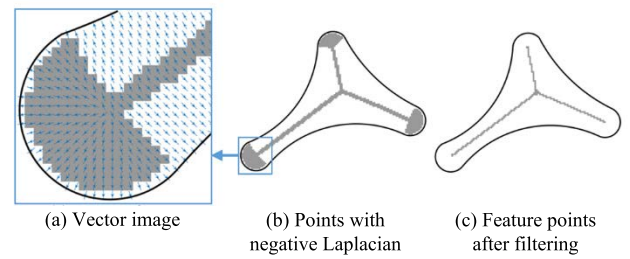 (a) Vector image
(b) Points with
negative Laplacian
(c) Feature points
after filtering